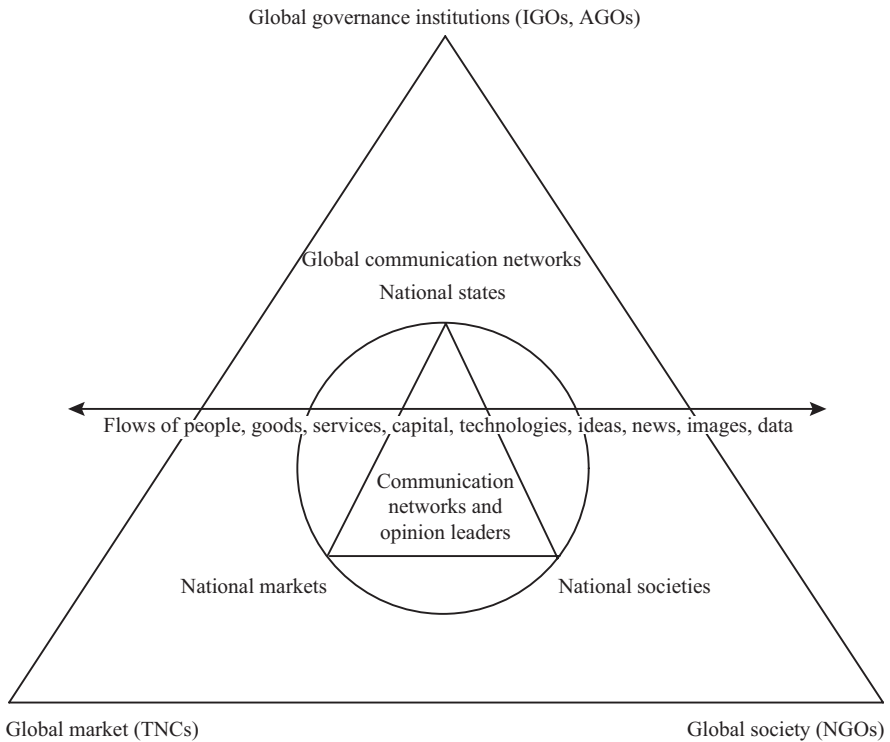 Global governance institutions (IGOs, AGOs)
Global communication networks
National states
Flows of people, goods, services, capital, technologies, ideas, news, images, data
Communication
networks and
opinion leaders
National markets
National societies
Global market (TNCs)
Global society (NGOs)